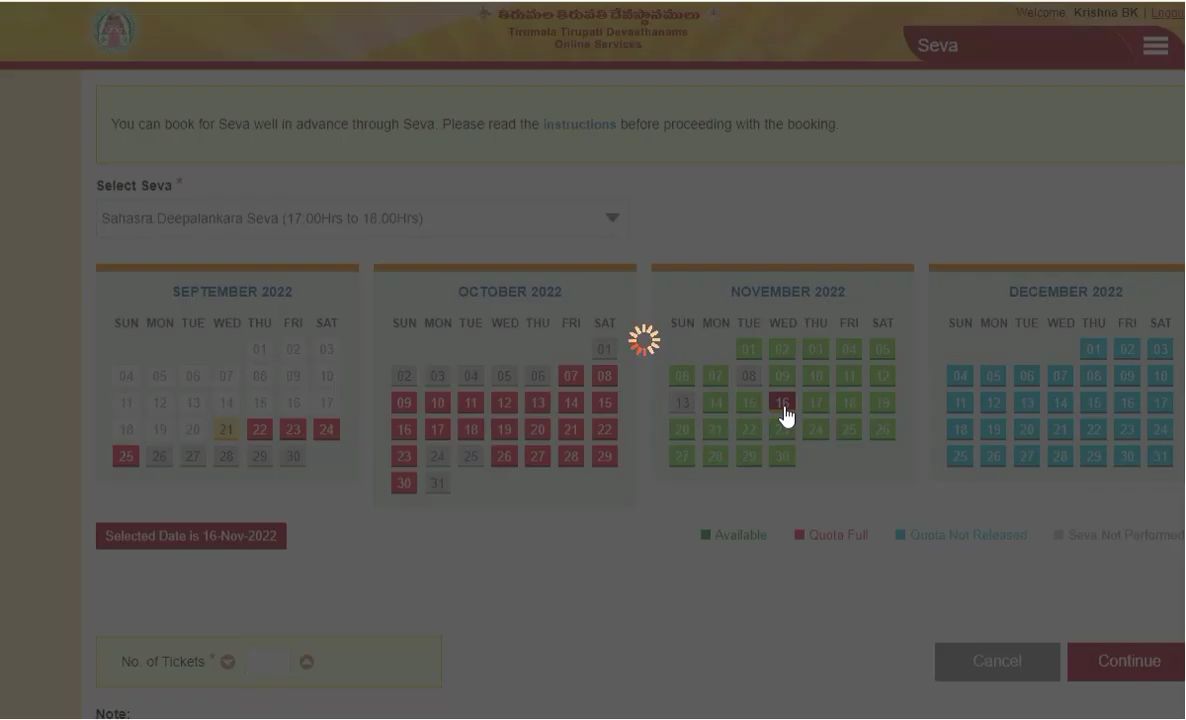 తిరుమల తిరుపతి దేవస్థానములు
Tirumala Tirupati Devasthanams
Online Services
Welcome, Krishna BK |
Seva
You can book for Seva well in advance through Seva. Please read the instructions before proceeding with the booking.
Select Seva *
Sahasra Deepalankara Seva (17.00Hrs to 18.00Hrs)
SEPTEMBER 2022
SUN MON TUE WED THU FRI SAT
01 02 03
04 05 06 07 08 09 10
11 12 13 14 15 16 17
18 19 20 21 22 23 24
25 26 27 28 29 30
OCTOBER 2022
SUN MON TUE WED THU FRI SAT
01
02 03 04 05 06 07 08
09 10 11 12 13 14 15
16 17 18 19 20 21 22
23 24 25 26 27 28 29
30 31
NOVEMBER 2022
SUN MON TUE WED THU FRI SAT
01 02 03 04 05
06 07 08 09 10 11 12
13 14 15 16 17 18 19
20 21 22 23 24 25 26
27 28 29 30
DECEMBER 2022
SUN MON TUE WED THU FRI SAT
01 02 03
04 05 06 07 08 09 10
11 12 13 14 15 16 17
18 19 20 21 22 23 24
25 26 27 28 29 30 31
Selected Date is 16-Nov-2022
Available Quota Full Quota Not Released Seva Not Performed
No. of Tickets *
Cancel Continue
Note: